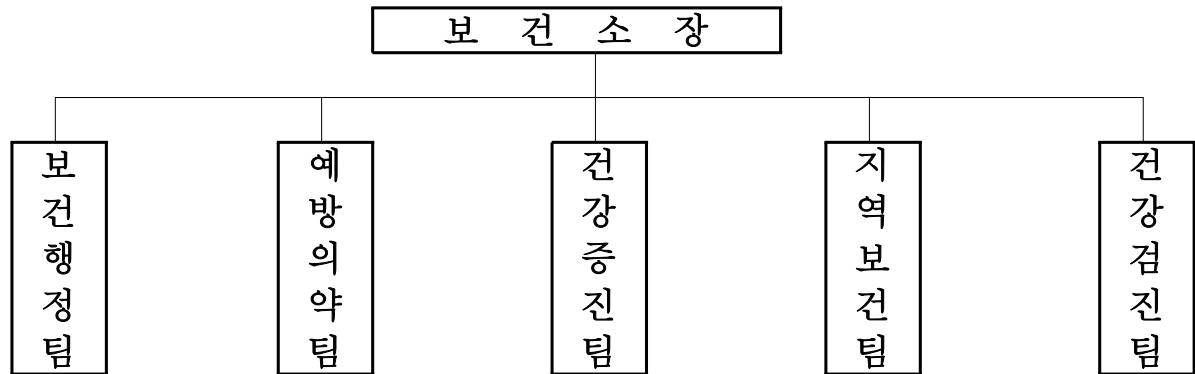 보 건 소 장
보건행정팀
예방의약팀
건강증진팀
지역보건팀
건강검진팀